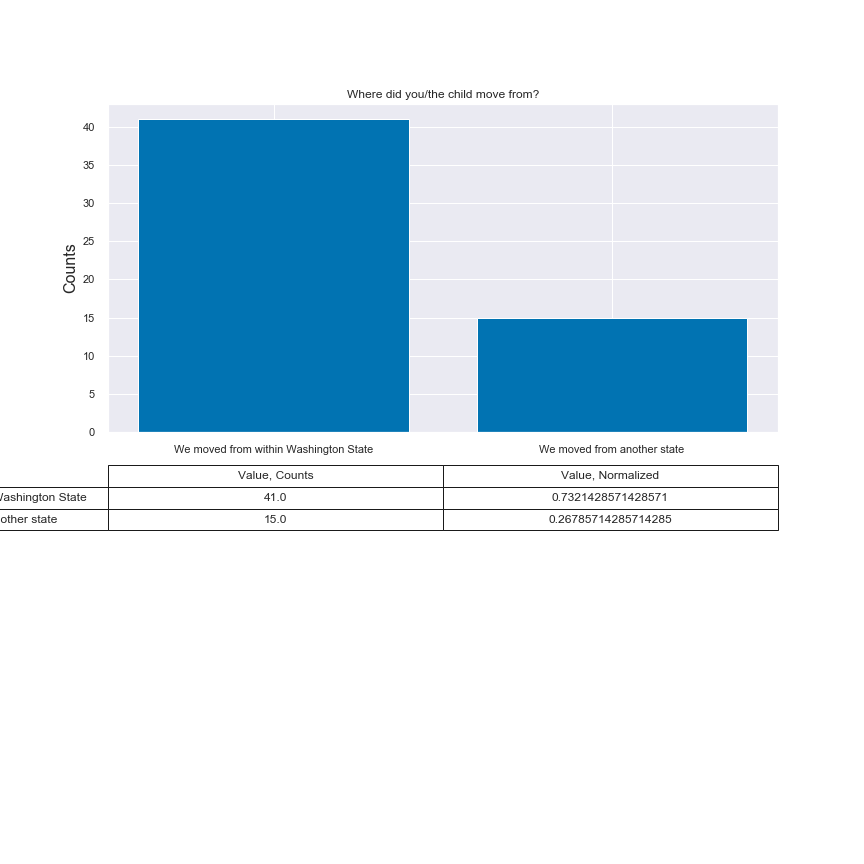 Where did you/the child move from?
40
35
30
25
20
15
10
5
0
Counts
We moved from within Washington State We moved from another state
Value, Counts Value, Normalized
Washington State 41.0 0.7321428571428571
other state 15.0 0.26785714285714285